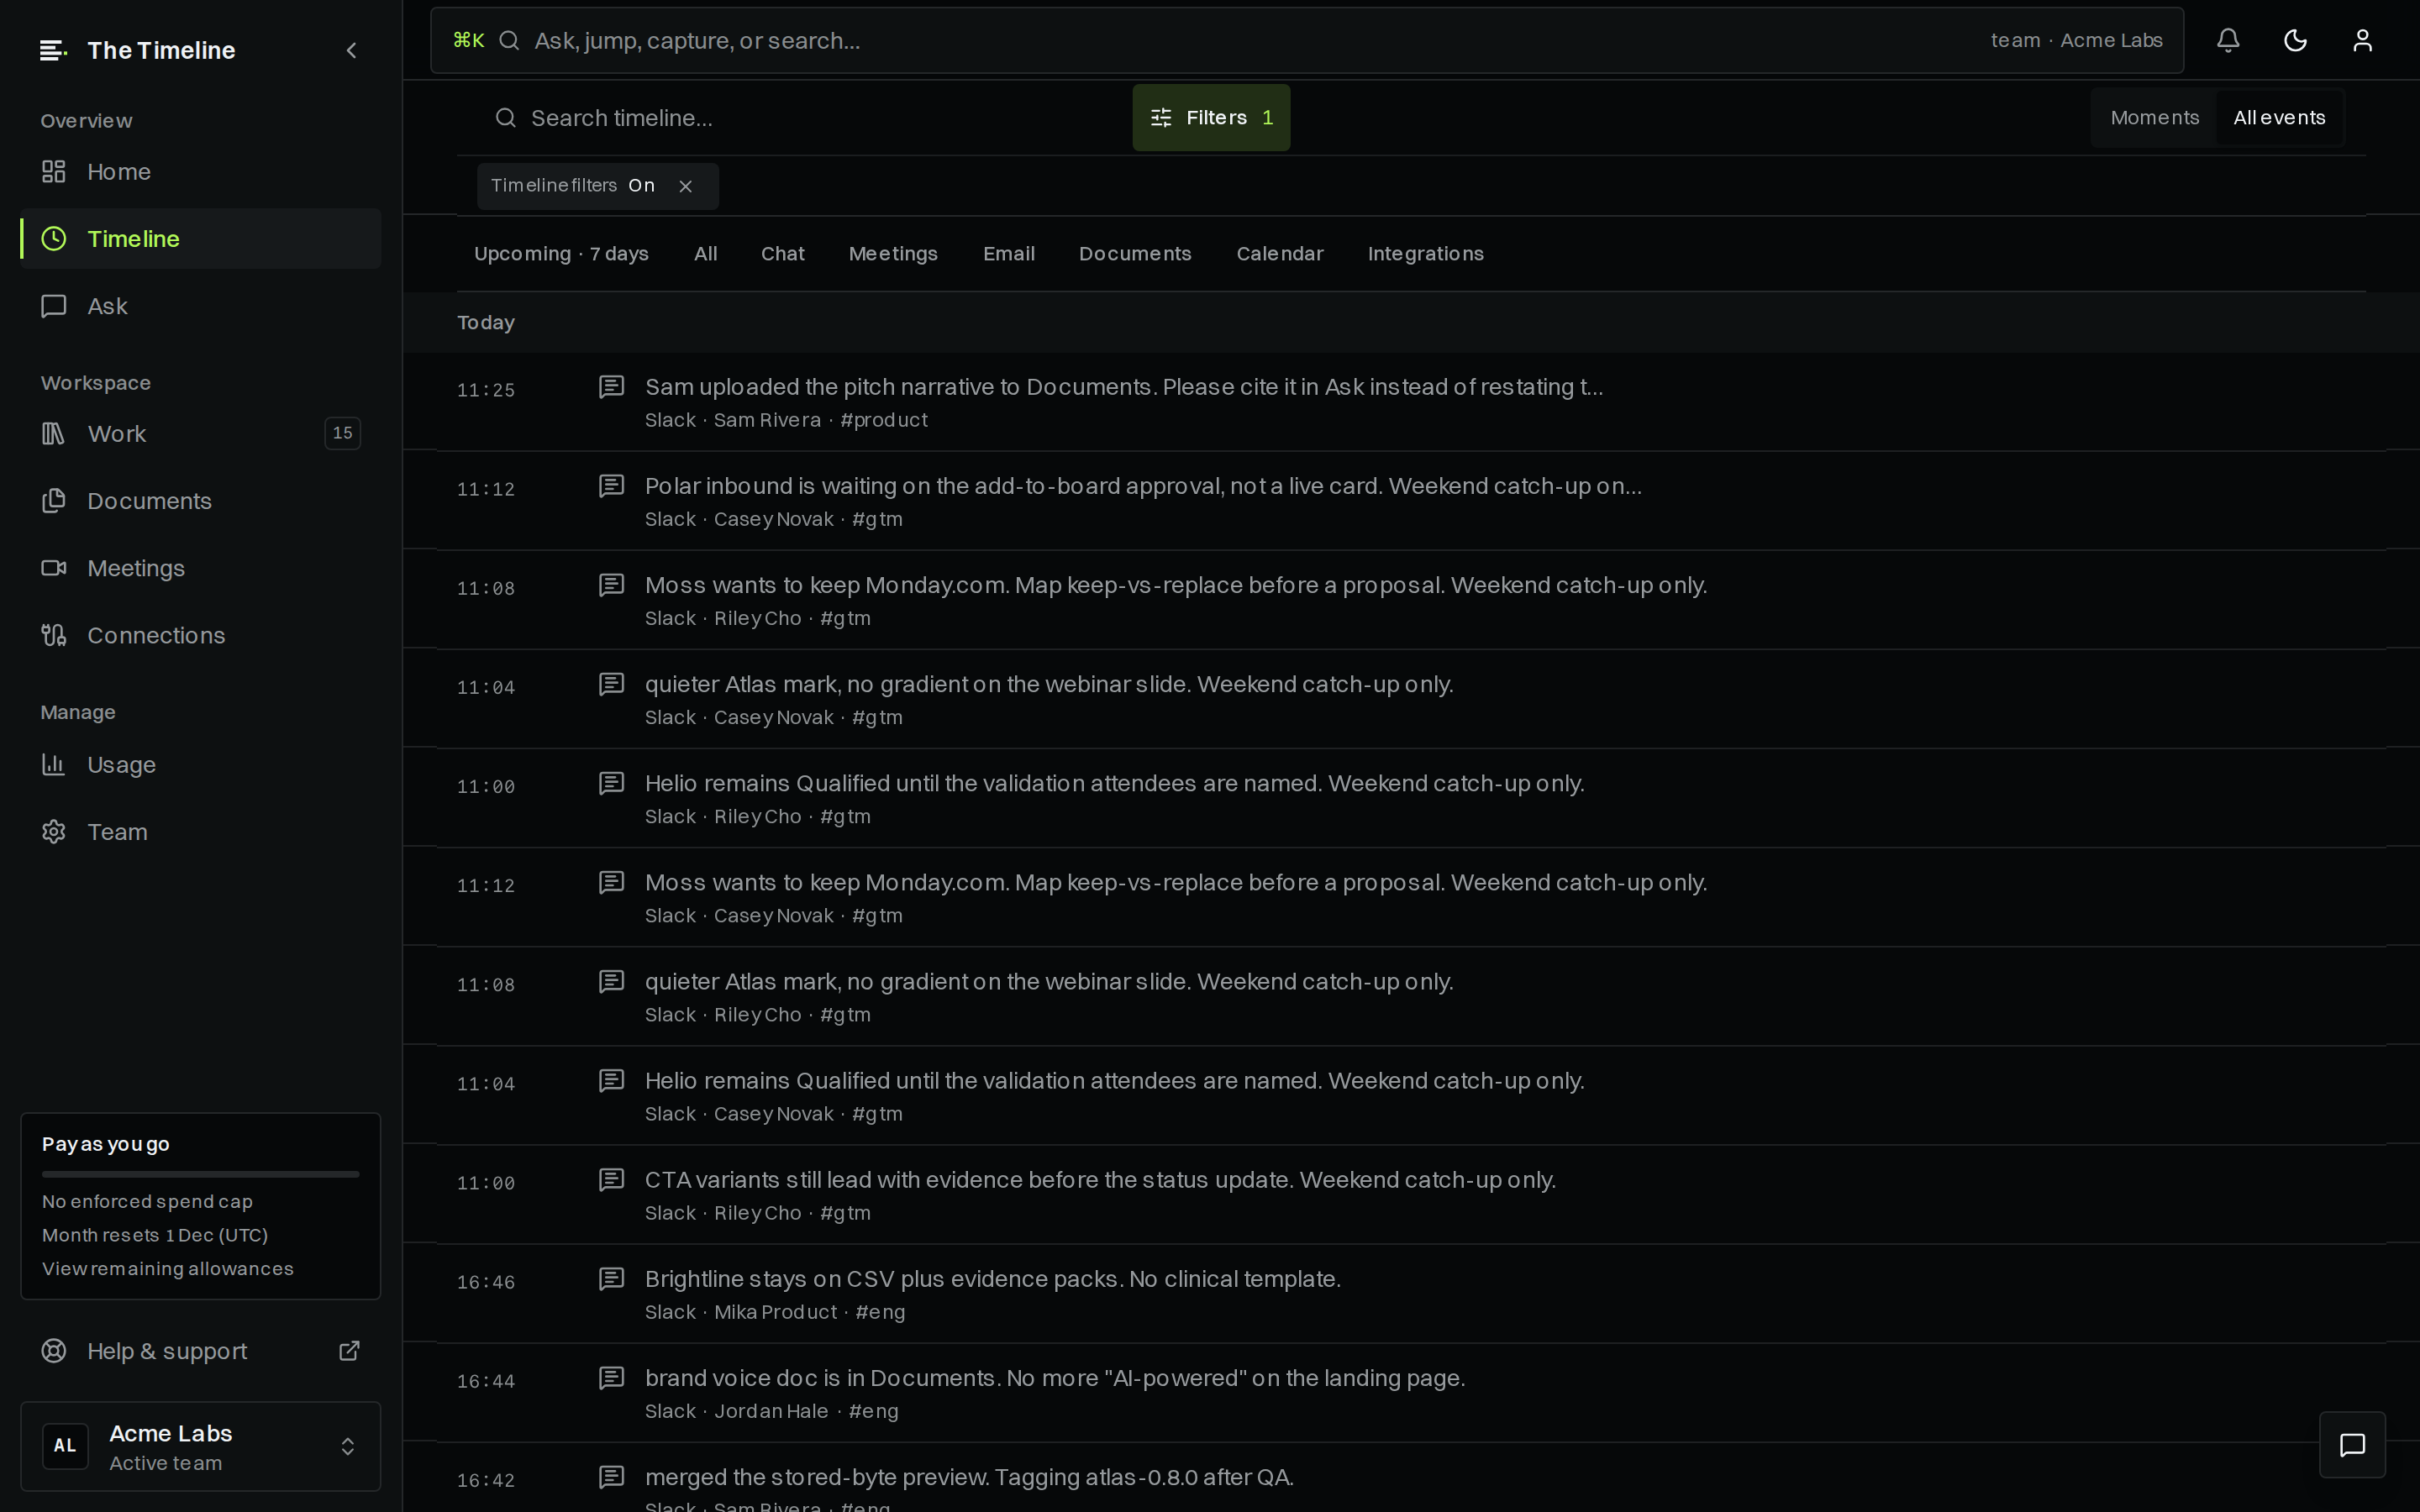 The Timeline
Overview
Home
Timeline
Ask
Workspace
Work 15
Documents
Meetings
Connections
Manage
Usage
Team
Pay as you go
No enforced spend cap
Month resets 1 Dec (UTC)
View remaining allowances
Help & support
AL
Acme Labs
Active team
⌘K Ask, jump, capture, or search... team · Acme Labs
Search timeline... Filters 1 Moments All events
Timeline filters On
Upcoming · 7 days All Chat Meetings Email Documents Calendar Integrations
Today
11:25 Sam uploaded the pitch narrative to Documents. Please cite it in Ask instead of restating t...
Slack · Sam Rivera · #product
11:12 Polar inbound is waiting on the add-to-board approval, not a live card. Weekend catch-up on...
Slack · Casey Novak · #gtm
11:08 Moss wants to keep Monday.com. Map keep-vs-replace before a proposal. Weekend catch-up only.
Slack · Riley Cho · #gtm
11:04 quieter Atlas mark, no gradient on the webinar slide. Weekend catch-up only.
Slack · Casey Novak · #gtm
11:00 Helio remains Qualified until the validation attendees are named. Weekend catch-up only.
Slack · Riley Cho · #gtm
11:12 Moss wants to keep Monday.com. Map keep-vs-replace before a proposal. Weekend catch-up only.
Slack · Casey Novak · #gtm
11:08 quieter Atlas mark, no gradient on the webinar slide. Weekend catch-up only.
Slack · Riley Cho · #gtm
11:04 Helio remains Qualified until the validation attendees are named. Weekend catch-up only.
Slack · Casey Novak · #gtm
11:00 CTA variants still lead with evidence before the status update. Weekend catch-up only.
Slack · Riley Cho · #gtm
16:46 Brightline stays on CSV plus evidence packs. No clinical template.
Slack · Mika Product · #eng
16:44 brand voice doc is in Documents. No more "AI-powered" on the landing page.
Slack · Jordan Hale · #eng
16:42 merged the stored-byte preview. Tagging atlas-0.8.0 after QA.
Slack · Sam Rivera · #eng